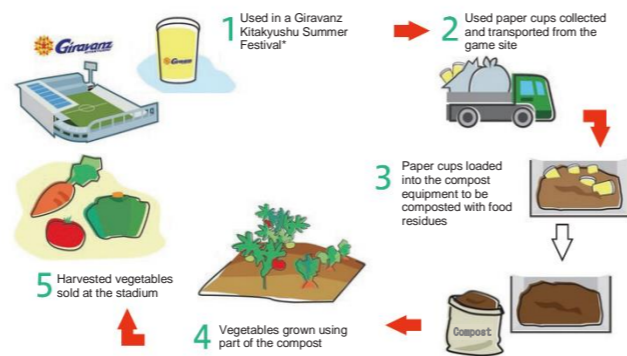 Giravanz
1 Used in a Giravanz
Kitakyushu Summer
Festival*
Giravanz
2 Used paper cups collected
and transported from the
game site
3 Paper cups loaded
into the compost
equipment to be
composted with food
residues
Compost
4 Vegetables grown using
part of the compost
5 Harvested vegetables
sold at the stadium